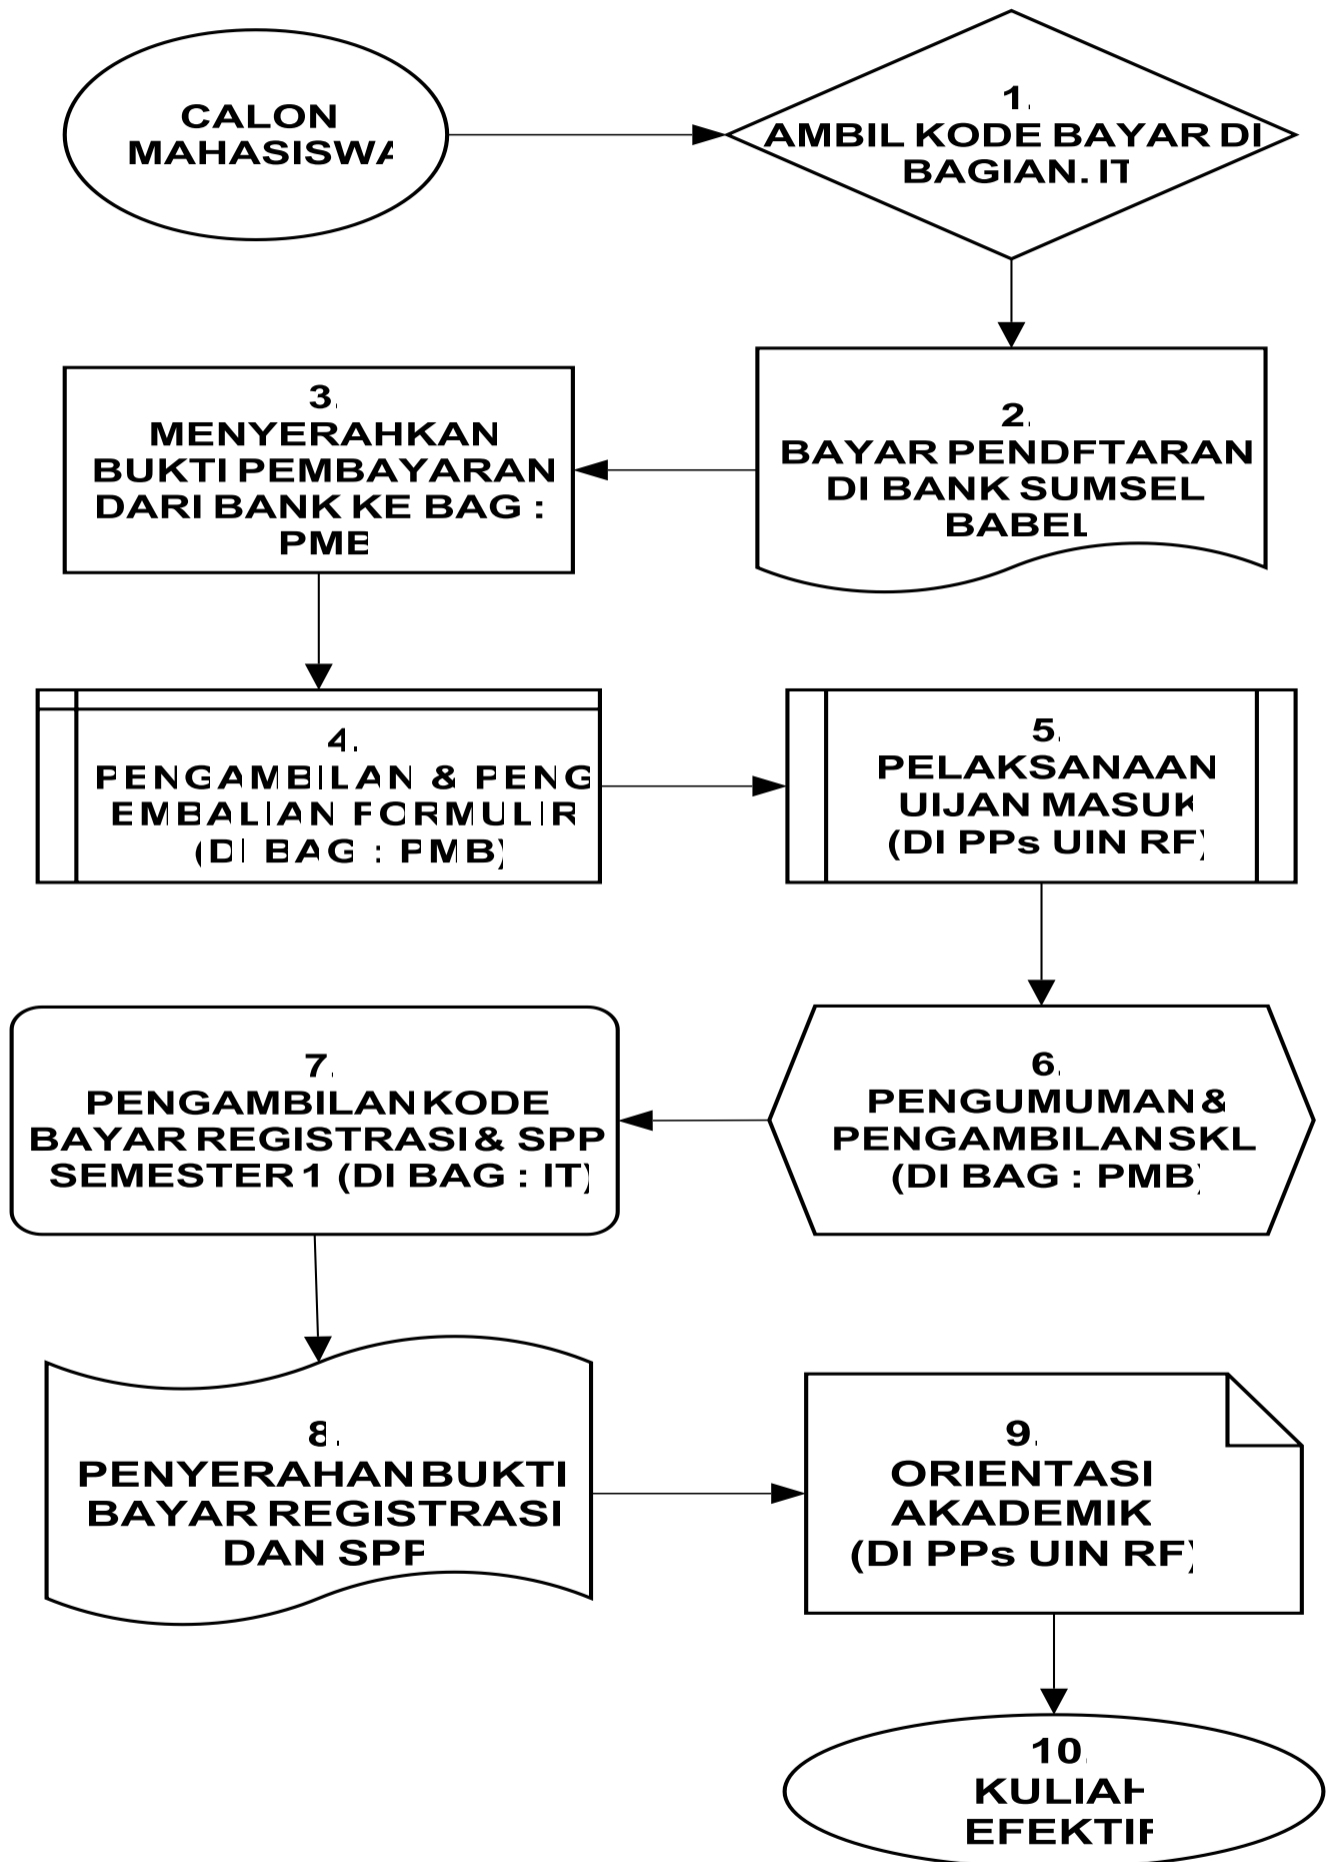 CALON
MAHASISWA
1.
AMBIL KODE BAYAR DI
BAGIAN. IT
2.
BAYAR PENDFTARAN
DI BANK SUMSEL
BABEL
3.
MENYERAHKAN
BUKTI PEMBAYARAN
DARI BANK KE BAG :
PMB
4.
PENGAMBILAN & PENG
EMBALIAN FORMULIR
(DI BAG : PMB)
5.
PELAKSANAAN
UIJAN MASUK
(DI PPs UIN RF)
6.
PENGUMUMAN &
PENGAMBILAN SKL
(DI BAG : PMB)
7.
PENGAMBILAN KODE
BAYAR REGISTRASI & SPP
SEMESTER 1 (DI BAG : IT)
8.
PENYERAHAN BUKTI
BAYAR REGISTRASI
DAN SPP
9.
ORIENTASI
AKADEMIK
(DI PPs UIN RF)
10.
KULIAH
EFEKTIF